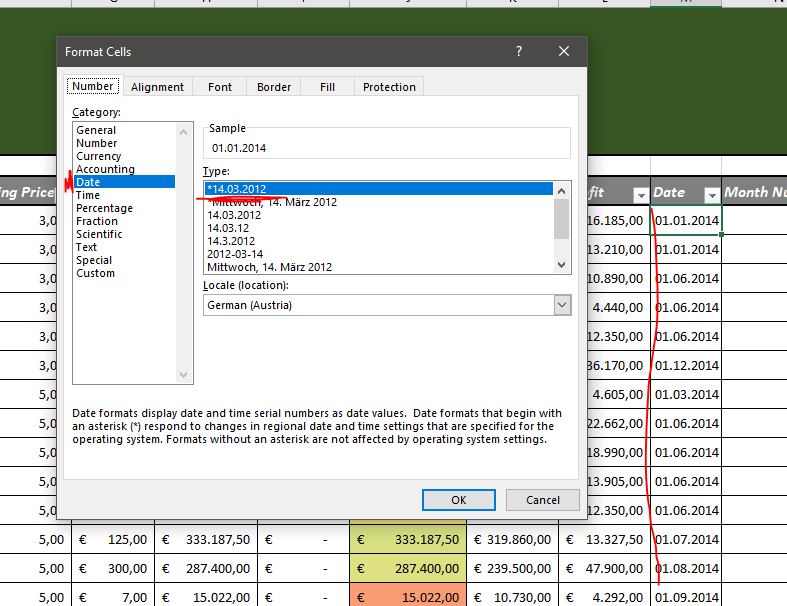 Format Cells ?
Number Alignment Font Border Fill Protection
Category:
General
Number
Currency
Accounting
Date
Time
Percentage
Fraction
Scientific
Text
Special
Custom
Sample
01.01.2014
Type:
*14.03.2012
*Mittwoch, 14. März 2012
14.03.2012
14.03.12
14.3.2012
2012-03-14
Mittwoch, 14. März 2012
Locale (location):
German (Austria)
Date formats display date and time serial numbers as date values. Date formats that begin with
an asterisk (*) respond to changes in regional date and time settings that are specified for the
operating system. Formats without an asterisk are not affected by operating system settings.
OK Cancel
ng Price fit Date Month Nu
3,0 16.185,00 01.01.2014
3,0 13.210,00 01.01.2014
3,0 10.890,00 01.06.2014
3,0 4.440,00 01.06.2014
3,0 12.350,00 01.06.2014
3,0 36.170,00 01.12.2014
5,0 4.605,00 01.03.2014
5,0 22.662,00 01.06.2014
5,0 18.990,00 01.06.2014
5,0 13.905,00 01.06.2014
5,0 12.350,00 01.06.2014
5,00 € 125,00 € 333.187,50 € - € 333.187,50 € 319.860,00 € 13.327,50 01.07.2014
5,00 € 300,00 € 287.400,00 € - € 287.400,00 € 239.500,00 € 47.900,00 01.08.2014
5,00 € 7,00 € 15.022,00 € - € 15.022,00 € 10.730,00 € 4.292,00 01.09.2014